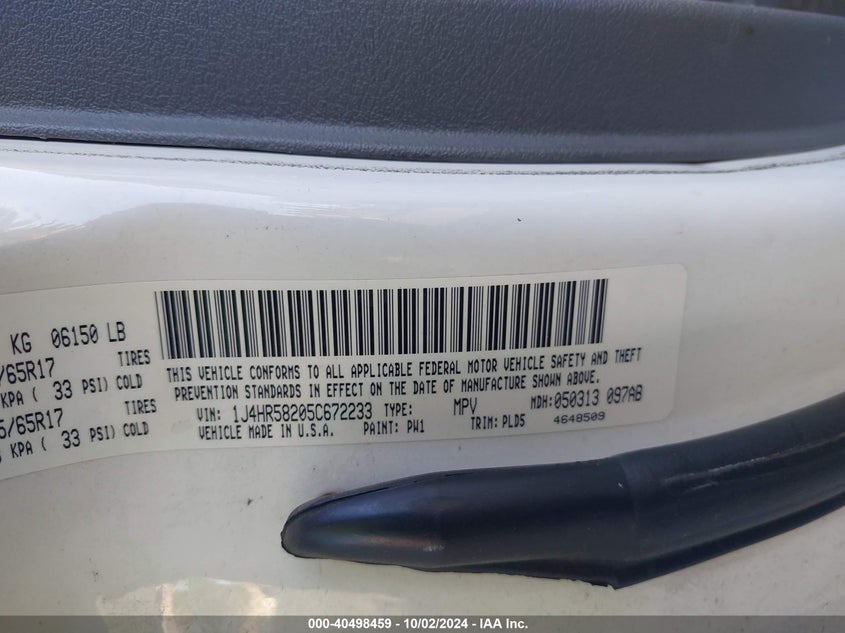 KG 06150 LB
/65R17 TIRES
KPA ( 33 PSI) COLD
5/65R17 TIRES
KPA ( 33 PSI) COLD
THIS VEHICLE CONFORMS TO ALL APPLICABLE FEDERAL MOTOR VEHICLE SAFETY AND THEFT
PREVENTION STANDARDS IN EFFECT ON THE DATE OF MANUFACTURE SHOWN ABOVE.
VIN: 1J4HR58205C672233 TYPE: MPV MDH:050313 097AB
VEHICLE MADE IN U.S.A. PAINT: PW1 TRIM: PLD5 4648509
000-40498459 - 10/02/2024 - IAA Inc.